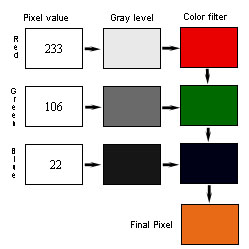 Pixel value Gray level Color filter
Red
233
Green
106
Blue
22
Final Pixel